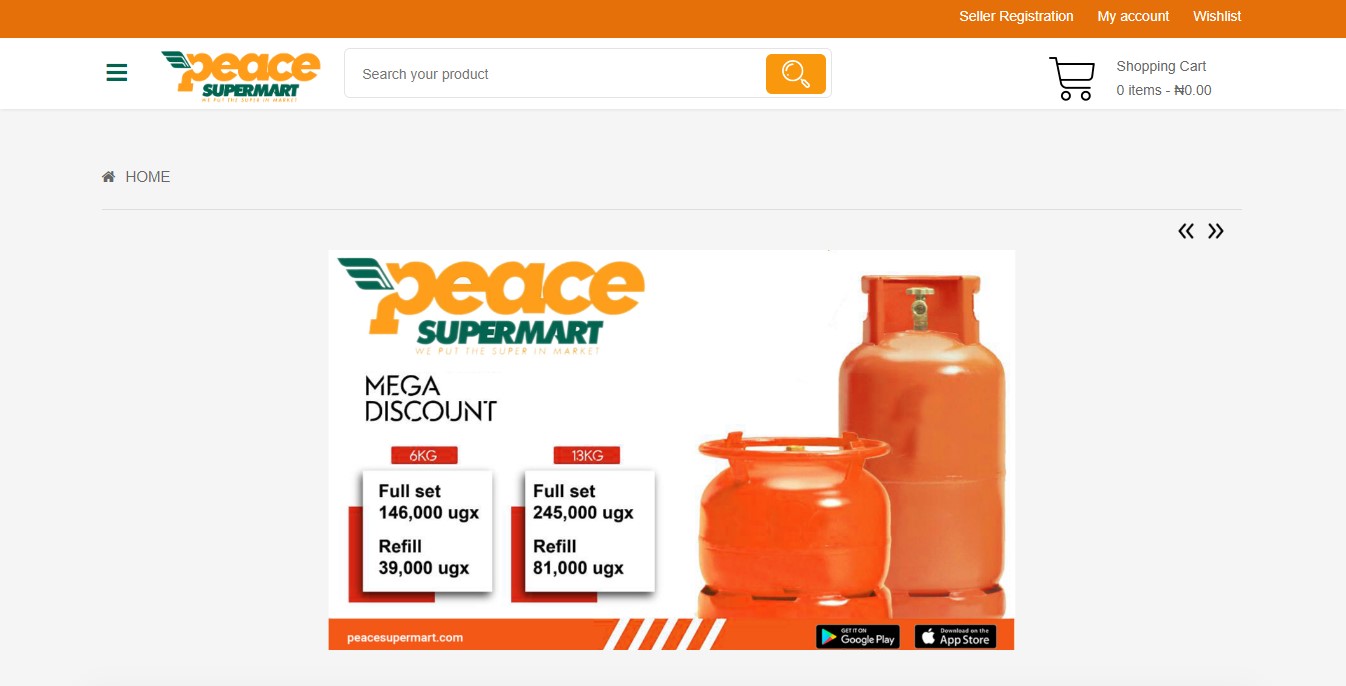 Seller Registration My account Wishlist
peace
SUPERMART
WE PUT THE SUPER IN MARKET
Search your product
Shopping Cart
0 items - ₦0.00
HOME
peace
SUPERMART
WE PUT THE SUPER IN MARKET
MEGA
DISCOUNT
6KG
Full set
146,000 ugx
Refill
39,000 ugx
13KG
Full set
245,000 ugx
Refill
81,000 ugx
peacesupermart.com
GET IT ON
Google Play
Download on the
App Store